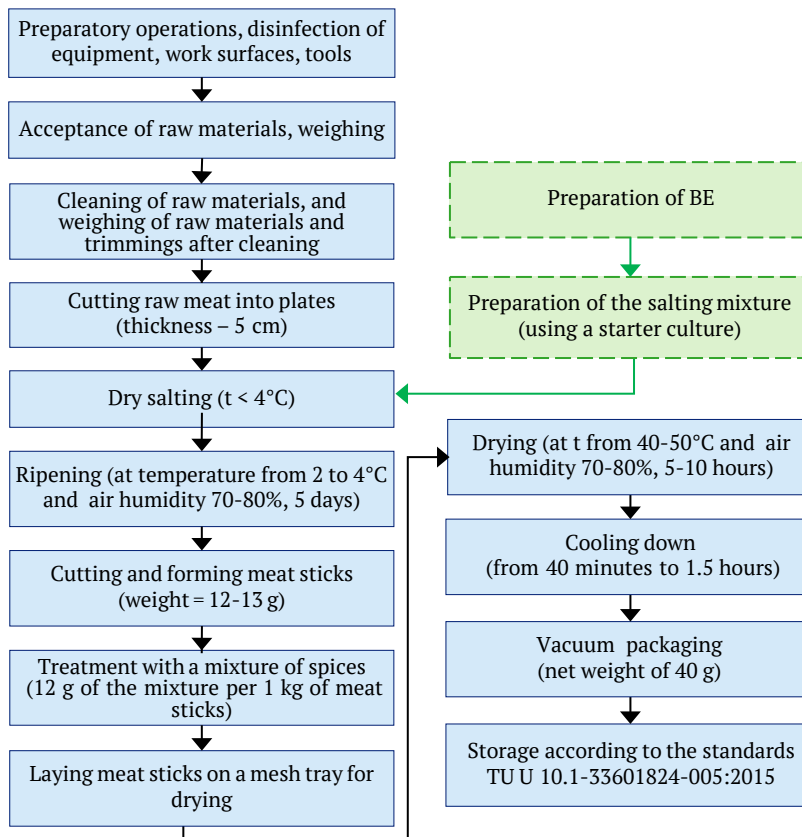 Preparatory operations, disinfection of
equipment, work surfaces, tools
Acceptance of raw materials, weighing
Cleaning of raw materials, and
weighing of raw materials and
trimmings after cleaning
Cutting raw meat into plates
(thickness – 5 cm)
Preparation of BE
Preparation of the salting mixture
(using a starter culture)
Dry salting (t < 4°C)
Ripening (at temperature from 2 to 4°C
and air humidity 70-80%, 5 days)
Cutting and forming meat sticks
(weight = 12-13 g)
Treatment with a mixture of spices
(12 g of the mixture per 1 kg of meat
sticks)
Laying meat sticks on a mesh tray for
drying
Drying (at t from 40-50°C and air
humidity 70-80%, 5-10 hours)
Cooling down
(from 40 minutes to 1.5 hours)
Vacuum packaging
(net weight of 40 g)
Storage according to the standards
TU U 10.1-33601824-005:2015